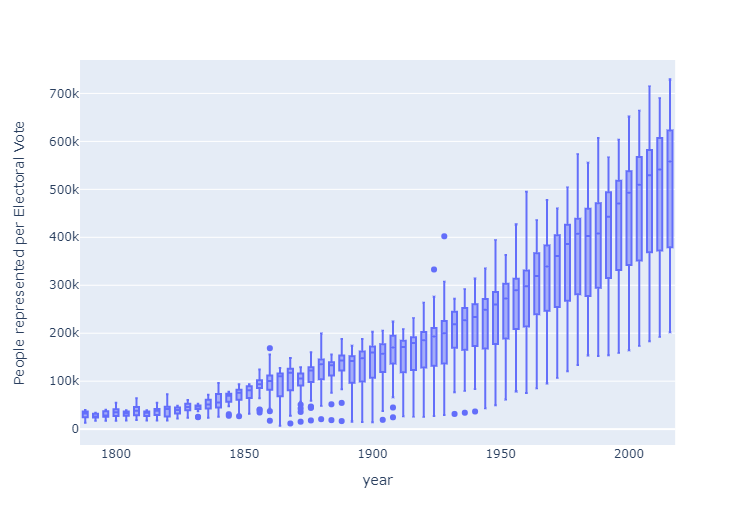 People represented per Electoral Vote
700k
600k
500k
400k
300k
200k
100k
0
1800
1850
1900
1950
2000
year